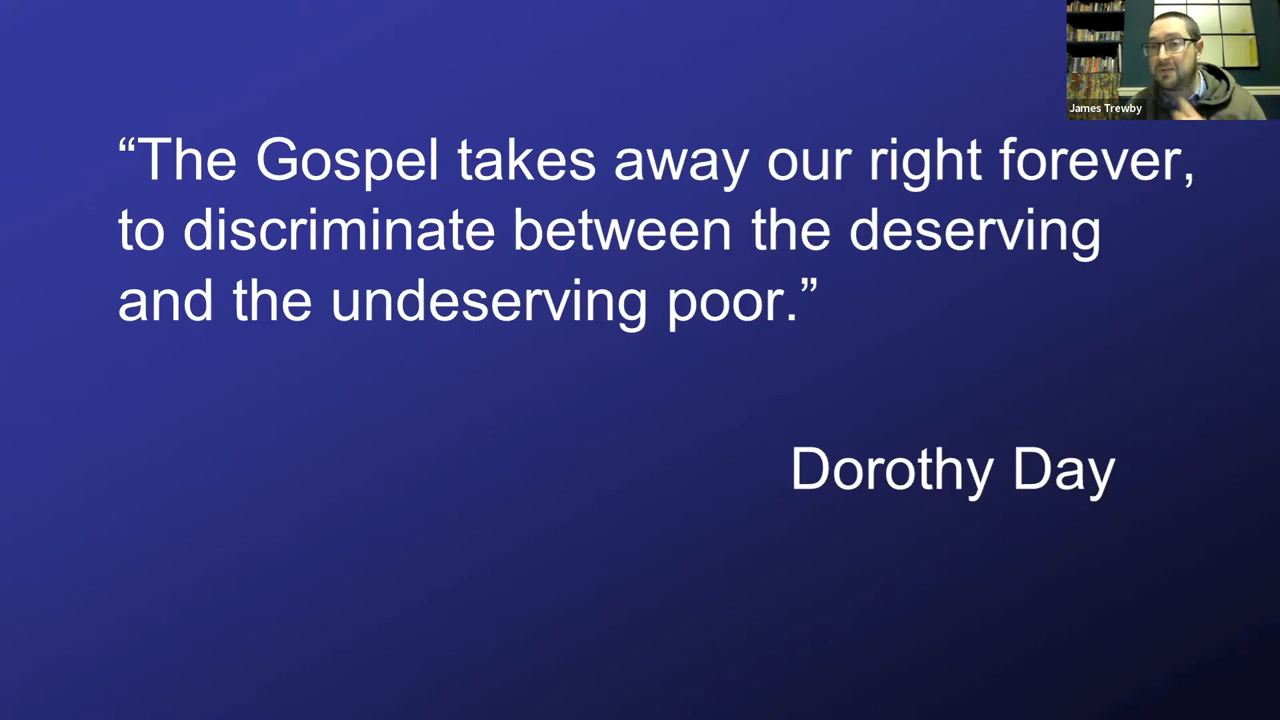 James Trewby
“The Gospel takes away our right forever,
to discriminate between the deserving
and the undeserving poor.”
Dorothy Day